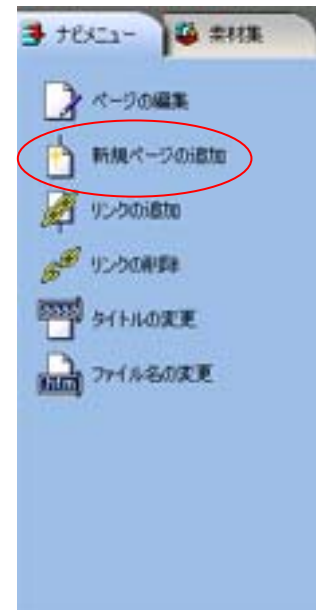 ナビメニュー
素材集
ページの編集
新規ページの追加
リンクの追加
リンクの削除
タイトルの変更
ファイル名の変更